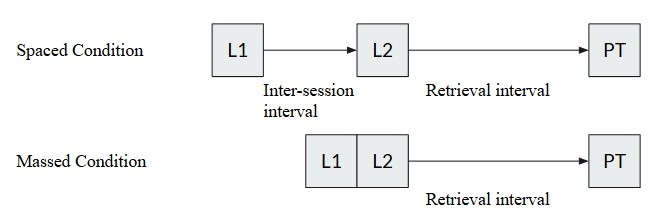 Spaced Condition
L1
L2
PT
Inter-session
interval
Retrieval interval
Massed Condition
L1
L2
PT
Retrieval interval